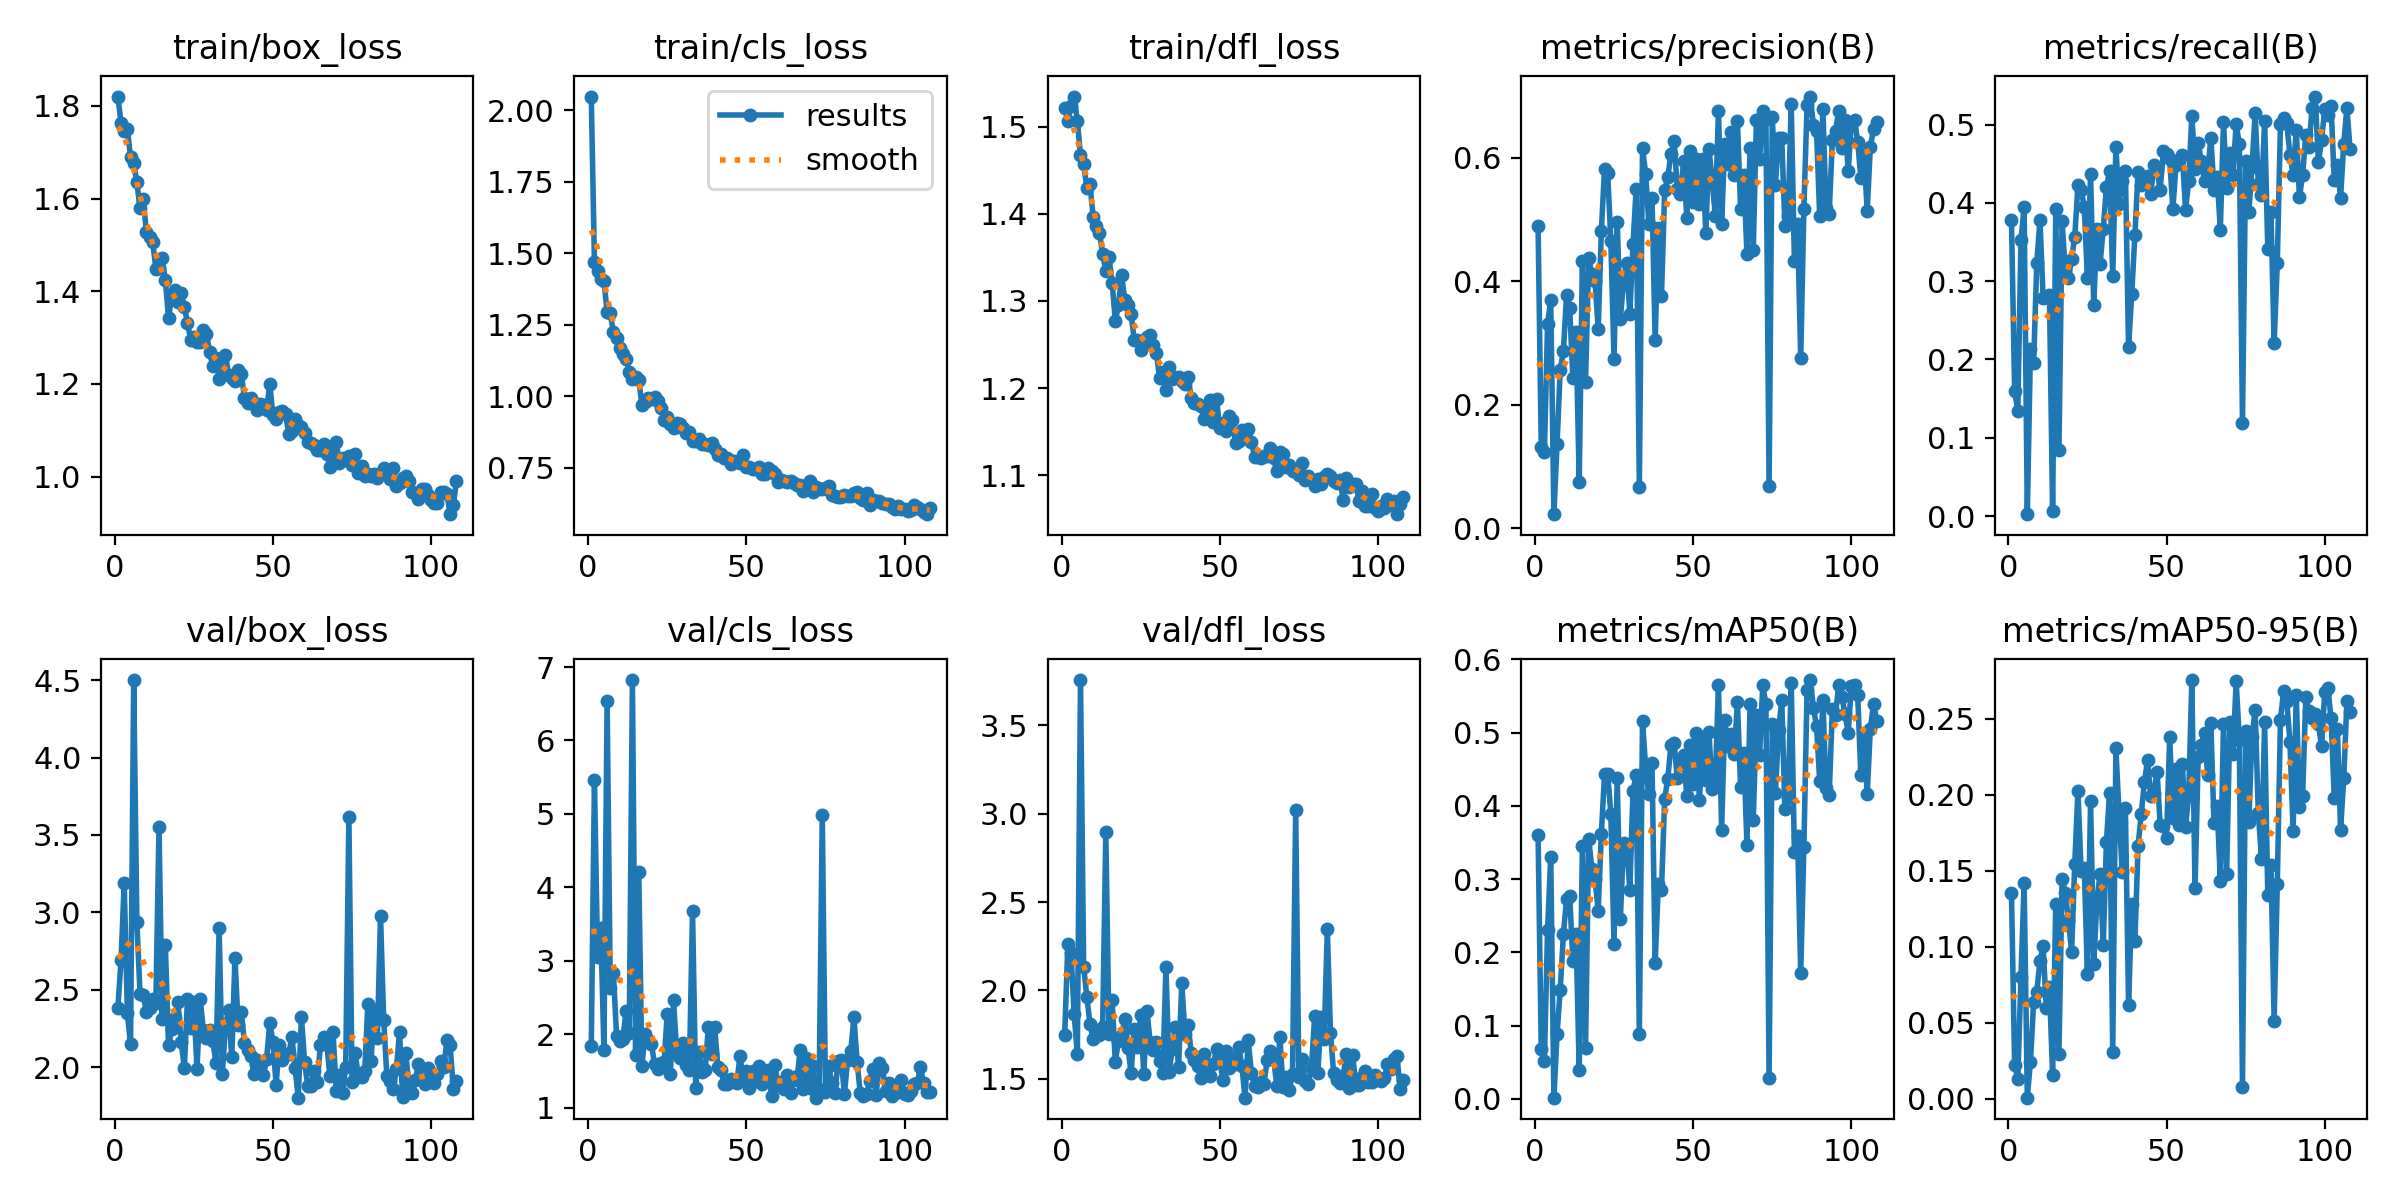 train/box_loss
train/cls_loss
train/dfl_loss
metrics/precision(B)
metrics/recall(B)
1.8
1.6
1.4
1.2
1.0
0 50 100
2.00
1.75
1.50
1.25
1.00
0.75
0 50 100
results
smooth
1.5
1.4
1.3
1.2
1.1
0 50 100
0.6
0.4
0.2
0.0
0 50 100
0.5
0.4
0.3
0.2
0.1
0.0
0 50 100
val/box_loss
val/cls_loss
val/dfl_loss
metrics/mAP50(B)
metrics/mAP50-95(B)
4.5
4.0
3.5
3.0
2.5
2.0
0 50 100
7
6
5
4
3
2
1
0 50 100
3.5
3.0
2.5
2.0
1.5
0 50 100
0.6
0.5
0.4
0.3
0.2
0.1
0.0
0 50 100
0.25
0.20
0.15
0.10
0.05
0.00
0 50 100